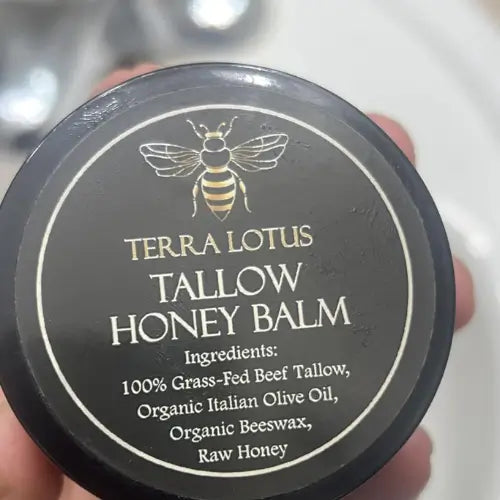 TERRA LOTUS
TALLOW
HONEY BALM
Ingredients:
100% Grass-Fed Beef Tallow,
Organic Italian Olive Oil,
Organic Beeswax,
Raw Honey